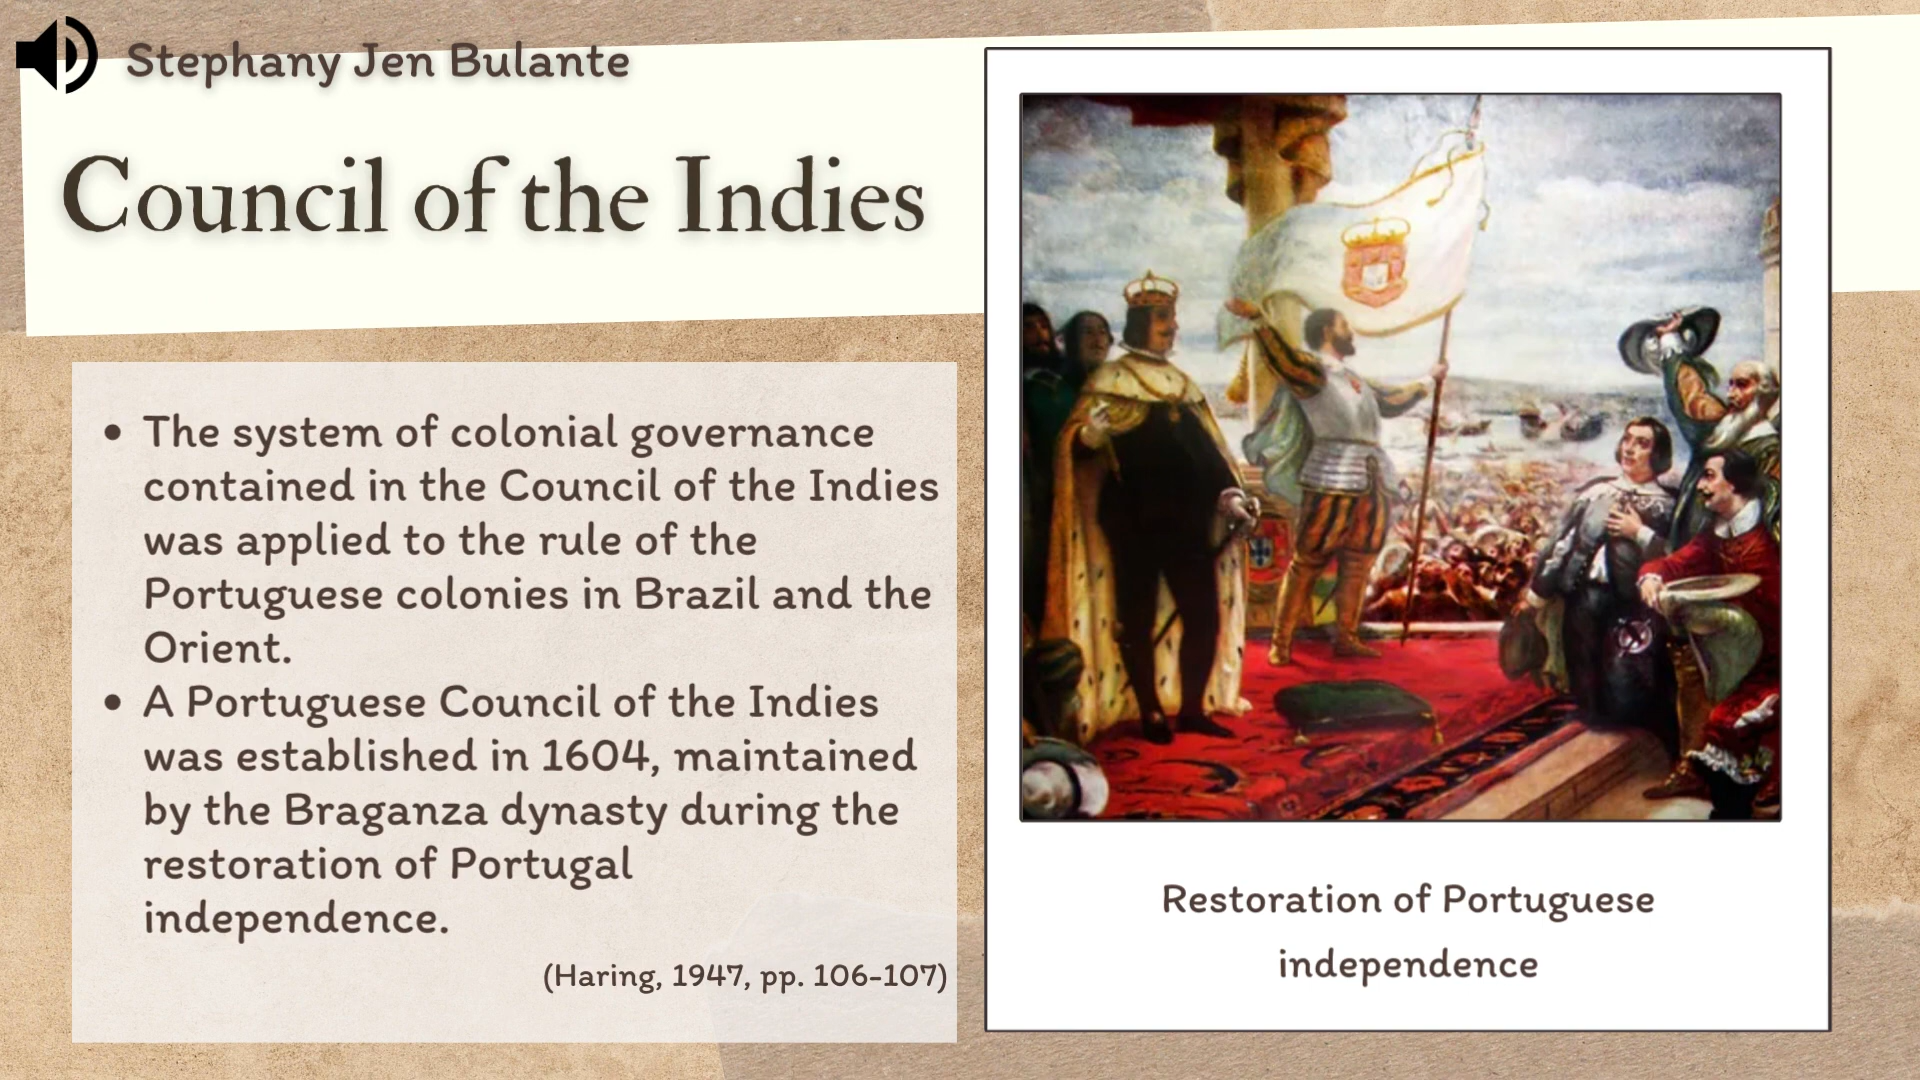 Stephany Jen Bulante
Council of the Indies
• The system of colonial governance
contained in the Council of the Indies
was applied to the rule of the
Portuguese colonies in Brazil and the
Orient.
• A Portuguese Council of the Indies
was established in 1604, maintained
by the Braganza dynasty during the
restoration of Portugal
independence.
(Haring, 1947, pp. 106-107)
Restoration of Portuguese
independence